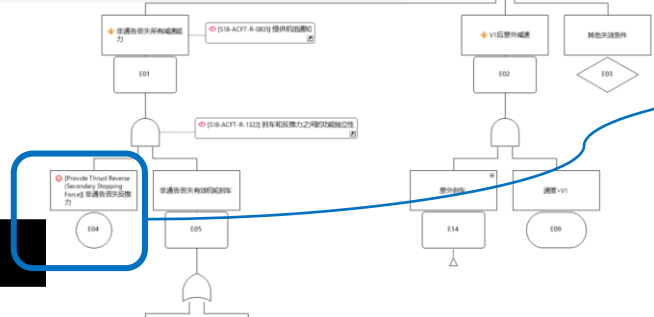 非通告丧失所有减速能
力
[S18-ACFT-R-0835] 提供机组通知
V1后意外减速
其他失效条件
E01
E02
E03
[S18-ACFT-R-1322] 刹车和反推力之间的功能独立性
[Provide Thrust Reverse
(Secondary Stopping
Force)] 非通告丧失反推
力
非通告丧失有效机轮刹车
意外刹车
速度>V1
E04
E05
E14
E09